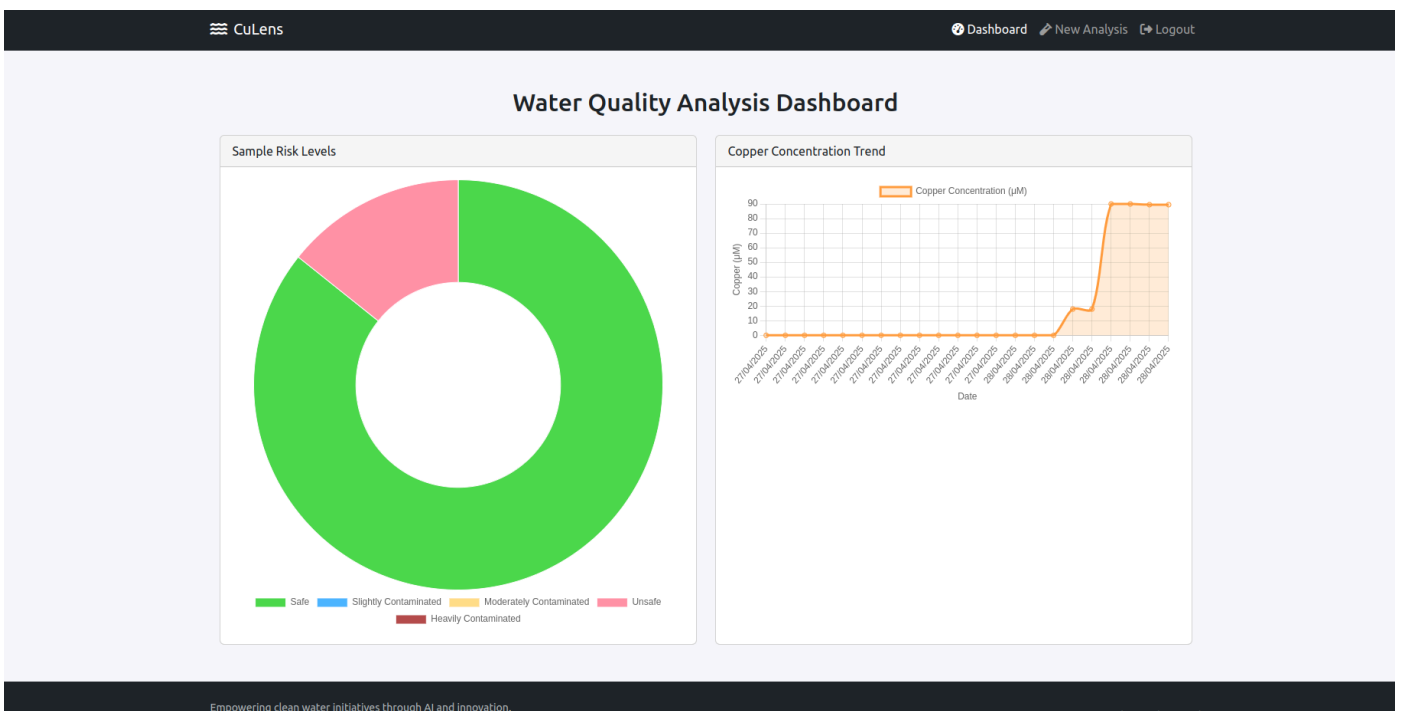 CuLens
Dashboard New Analysis Logout
Water Quality Analysis Dashboard
Sample Risk Levels
Safe Slightly Contaminated Moderately Contaminated Unsafe
Heavily Contaminated
Copper Concentration Trend
Copper Concentration (μM)
90
80
70
60
50
40
30
20
10
0
Copper (μM)
27/04/2025 27/04/2025 27/04/2025 27/04/2025 27/04/2025 27/04/2025 27/04/2025 27/04/2025 27/04/2025 27/04/2025 27/04/2025 27/04/2025 28/04/2025 28/04/2025 28/04/2025 28/04/2025 28/04/2025 28/04/2025 28/04/2025 28/04/2025 28/04/2025 28/04/2025
Date
Empowering clean water initiatives through AI and innovation.